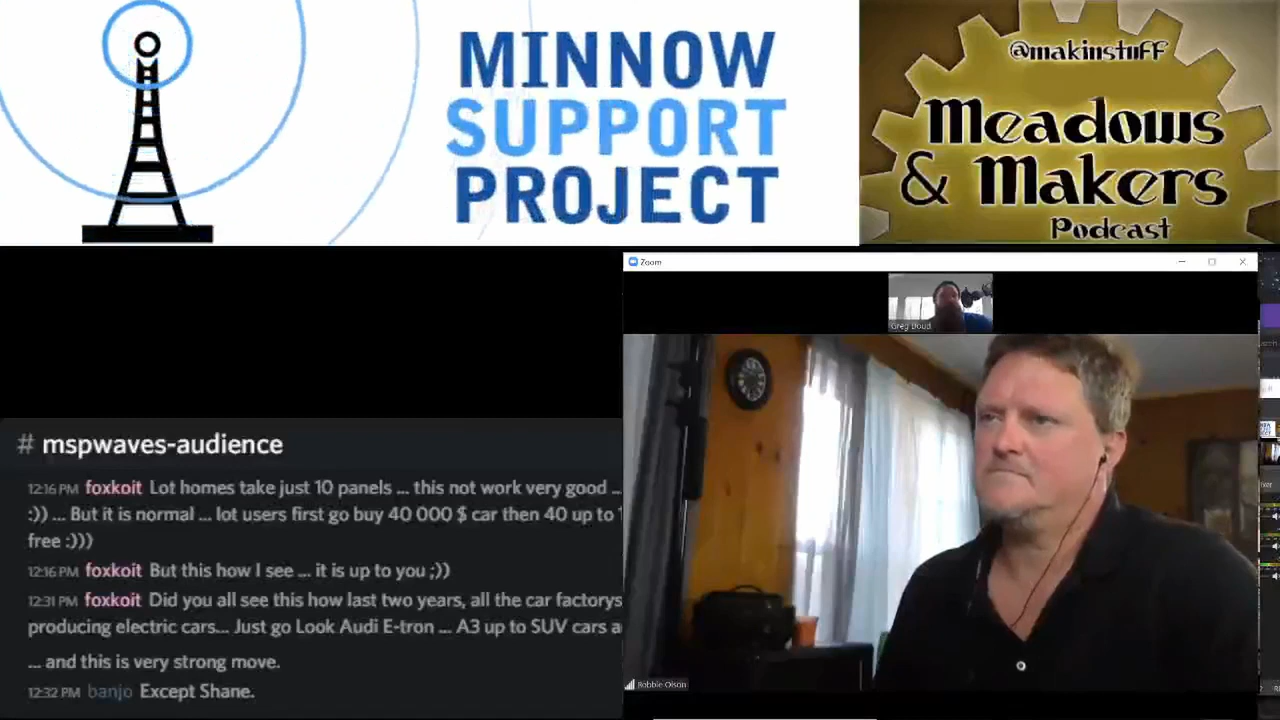 MINNOW
SUPPORT
PROJECT
@makinstuff
Meadows
& Makers
Podcast
Zoom
Greg Doud
# mspwaves-audience
12:16 PM foxkoit Lot homes take just 10 panels ... this not work very good ...
:)) ... But it is normal ... lot users first go buy 40 000 $ car then 40 up to
free :)))
12:16 PM foxkoit But this how I see ... it is up to you ;))
12:31 PM foxkoit Did you all see this how last two years, all the car factorys
producing electric cars... Just go Look Audi E-tron ... A3 up to SUV cars
... and this is very strong move.
12:32 PM banjo Except Shane.
Robbie Olson